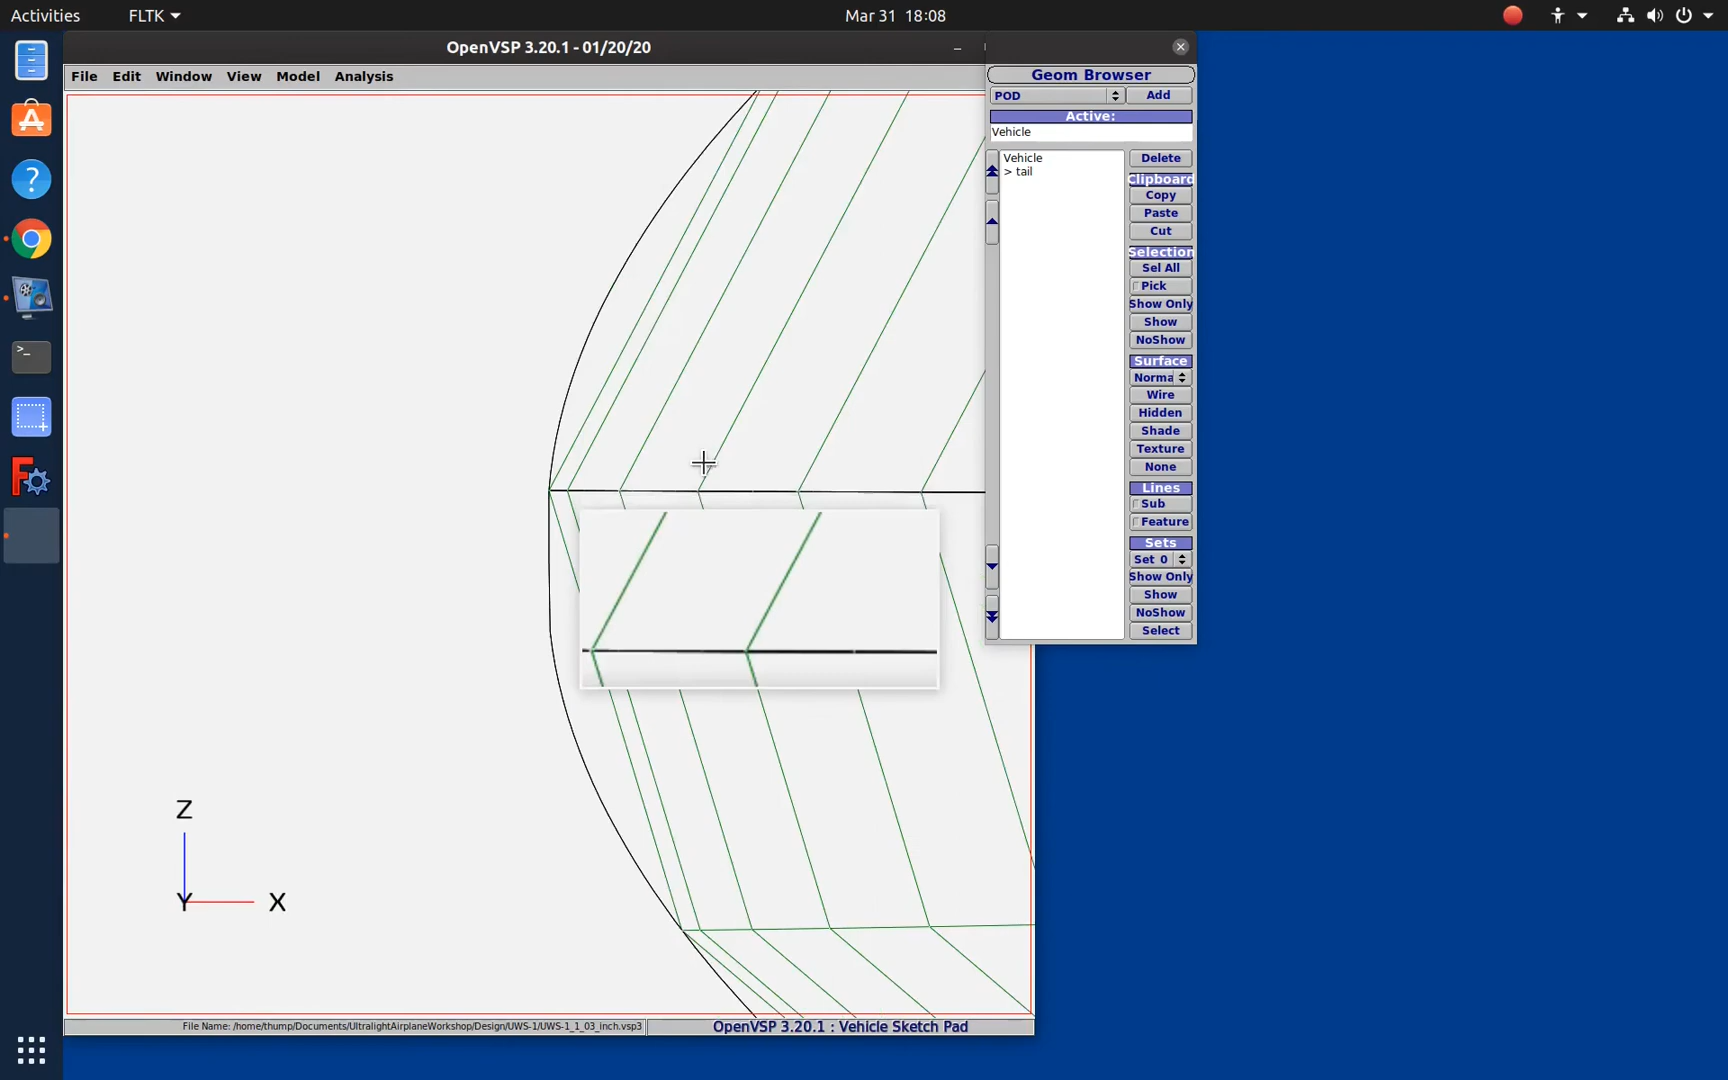 Activities
FLTK
Mar 31 18:08
OpenVSP 3.20.1 - 01/20/20
File Edit Window View Model Analysis
Geom Browser
POD
Add
Active:
Vehicle
Vehicle
> tail
Delete
Clipboard
Copy
Paste
Cut
Selection
Sel All
Pick
Show Only
Show
NoShow
Surface
Norma
Wire
Hidden
Shade
Texture
None
Lines
Sub
Feature
Sets
Set 0
Show Only
Show
NoShow
Select
Z
Y
X
File Name: /home/thump/Documents/UltralightAirplaneWorkshop/Design/UWS-1/UWS-1_1_03_inch.vsp3
OpenVSP 3.20.1 : Vehicle Sketch Pad